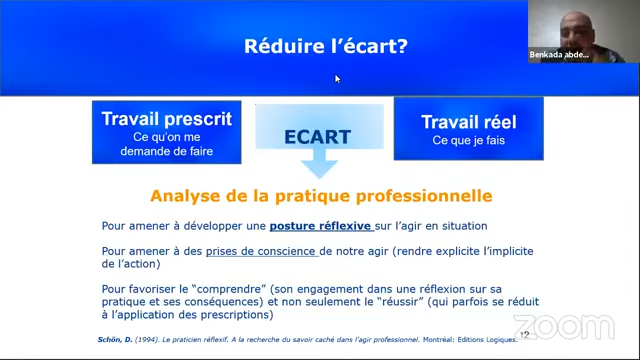 Réduire l'écart?
Benkada abde...
Travail prescrit
Ce qu'on me
demande de faire
ECART
Travail réel
Ce que je fais
Analyse de la pratique professionnelle
Pour amener à développer une posture réflexive sur l'agir en situation
Pour amener à des prises de conscience de notre agir (rendre explicite l'implicite
de l'action)
Pour favoriser le "comprendre" (son engagement dans une réflexion sur sa
pratique et ses conséquences) et non seulement le "réussir" (qui parfois se réduit
à l'application des prescriptions)
Schön, D. (1994). Le praticien réflexif. A la recherche du savoir caché dans l'agir professionnel. Montréal: Editions Logiques.
12
zoom